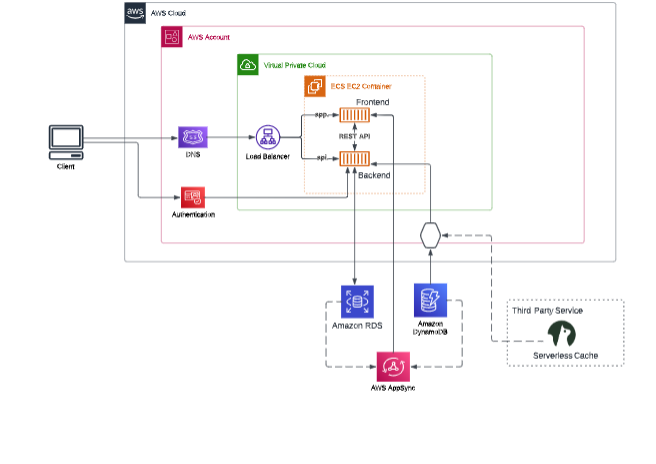 aws
AWS Cloud
AWS Account
Virtual Private Cloud
ECS EC2 Container
Frontend
app.
REST API
api.
Backend
Load Balancer
DNS
Client
Authentication
Amazon RDS
Amazon
DynamoDB
AWS AppSync
Third Party Service
Serverless Cache